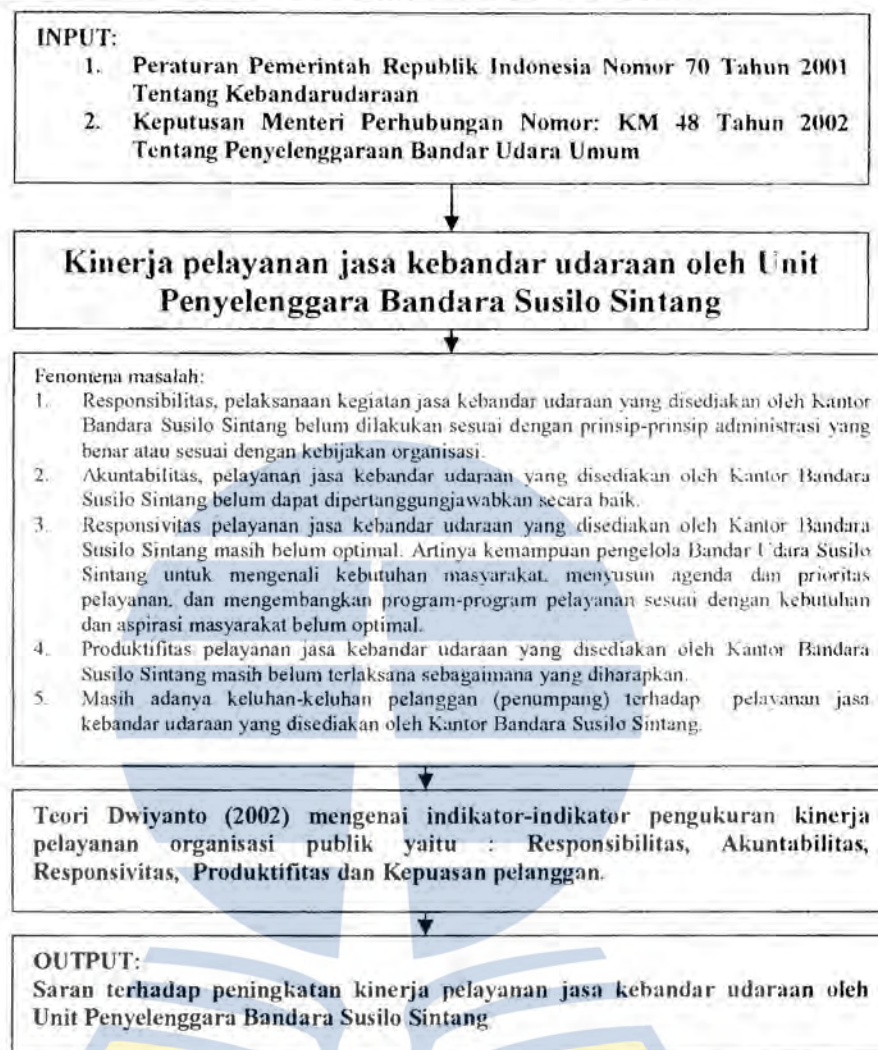 INPUT:
1. Peraturan Pemerintah Republik Indonesia Nomor 70 Tahun 2001
Tentang Kebandarudaraan
2. Keputusan Menteri Perhubungan Nomor: KM 48 Tahun 2002
Tentang Penyelenggaraan Bandar Udara Umum
Kinerja pelayanan jasa kebandar udaraan oleh Unit
Penyelenggara Bandara Susilo Sintang
Fenomena masalah:
1. Responsibilitas, pelaksanaan kegiatan jasa kebandar udaraan yang disediakan oleh Kantor
Bandara Susilo Sintang belum dilakukan sesuai dengan prinsip-prinsip administrasi yang
benar atau sesuai dengan kebijakan organisasi.
2. Akuntabilitas, pelayanan jasa kebandar udaraan yang disediakan oleh Kantor Bandara
Susilo Sintang belum dapat dipertanggungjawabkan secara baik.
3. Responsivitas pelayanan jasa kebandar udaraan yang disediakan oleh Kantor Bandara
Susilo Sintang masih belum optimal. Artinya kemampuan pengelola Bandar Udara Susilo
Sintang untuk mengenali kebutuhan masyarakat, menyusun agenda dan prioritas
pelayanan, dan mengembangkan program-program pelayanan sesuai dengan kebutuhan
dan aspirasi masyarakat belum optimal.
4. Produktifitas pelayanan jasa kebandar udaraan yang disediakan oleh Kantor Bandara
Susilo Sintang masih belum terlaksana sebagaimana yang diharapkan.
5. Masih adanya keluhan-keluhan pelanggan (penumpang) terhadap pelayanan jasa
kebandar udaraan yang disediakan oleh Kantor Bandara Susilo Sintang.
Teori Dwiyanto (2002) mengenai indikator-indikator pengukuran kinerja
pelayanan organisasi publik yaitu : Responsibilitas, Akuntabilitas,
Responsivitas, Produktifitas dan Kepuasan pelanggan.
OUTPUT:
Saran terhadap peningkatan kinerja pelayanan jasa kebandar udaraan oleh
Unit Penyelenggara Bandara Susilo Sintang